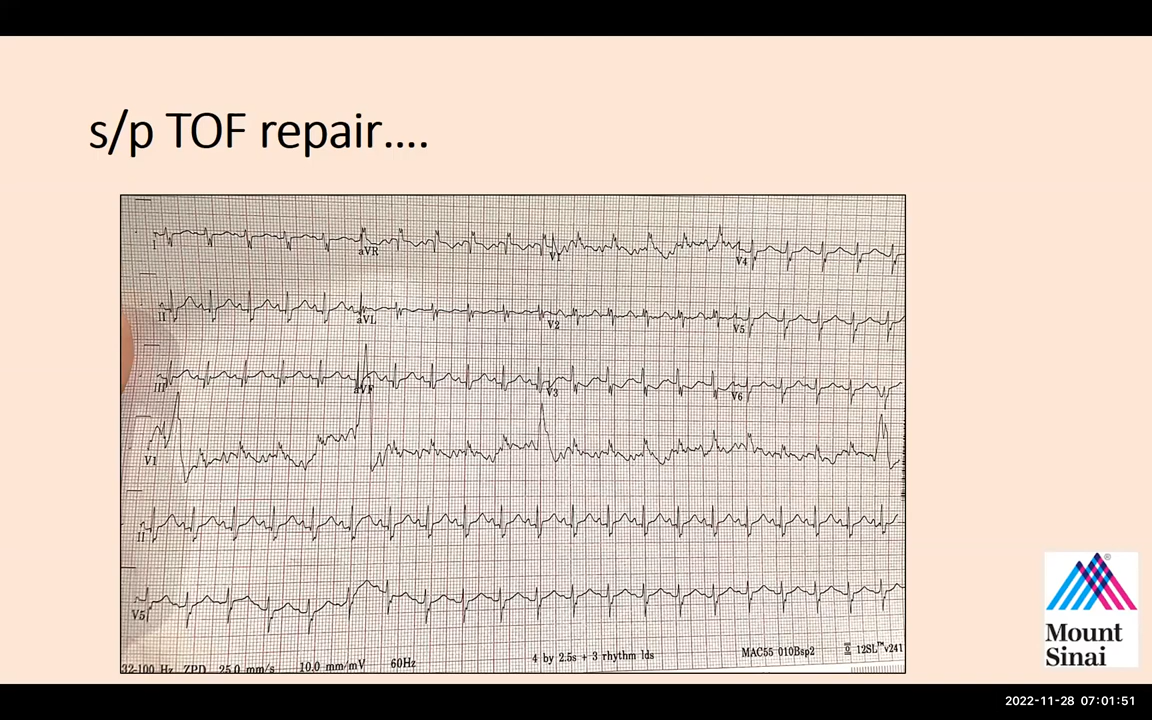 s/p TOF repair....
I aVR V1 V4
II aVL V2 V5
III aVF V3 V6
V1
II
V5
32-100 Hz ZPD 25.0 mm/s 10.0 mm/mV 60Hz 4 by 2.5s + 3 rhythm lds MAC55 010Bsp2 12SL™v241
Mount
Sinai
®
2022-11-28 07:01:51